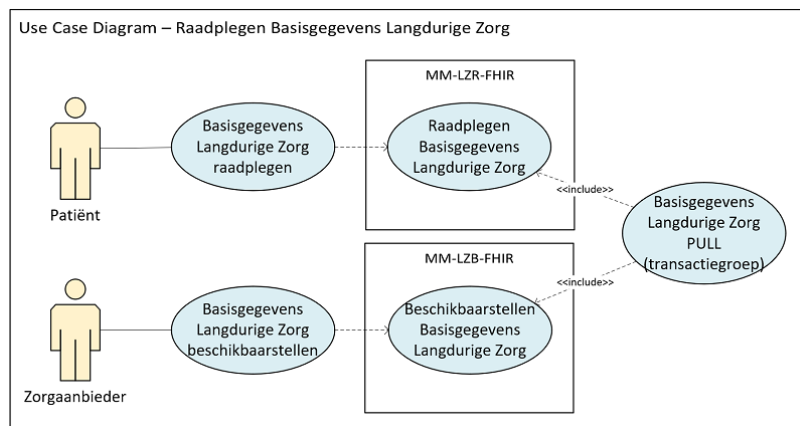 Use Case Diagram – Raadplegen Basisgegevens Langdurige Zorg
MM-LZR-FHIR
Basisgegevens
Langdurige Zorg
raadplegen
Raadplegen
Basisgegevens
Langdurige Zorg
Patiënt
<<include>>
Basisgegevens
Langdurige Zorg
PULL
(transactiegroep)
MM-LZB-FHIR
<<include>>
Basisgegevens
Langdurige Zorg
beschikbaarstellen
Beschikbaarstellen
Basisgegevens
Langdurige Zorg
Zorgaanbieder